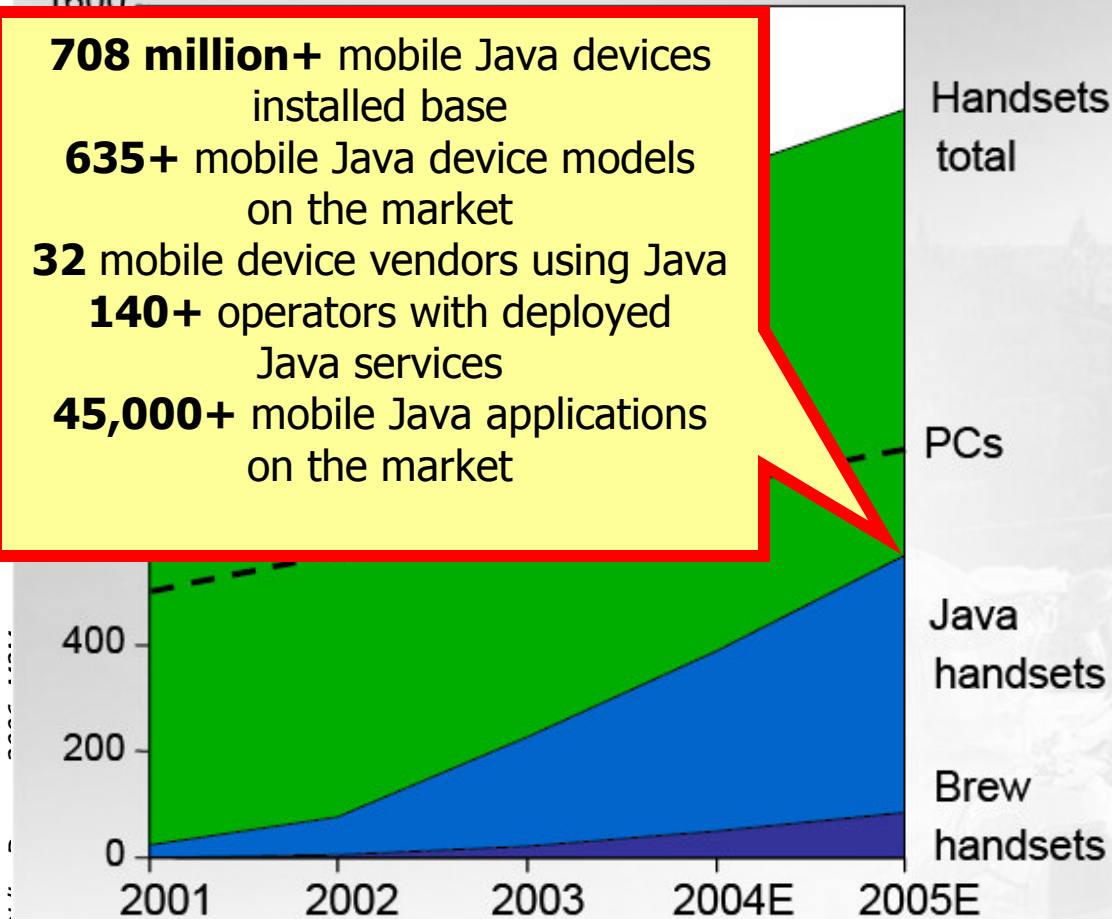 1600
708 million+ mobile Java devices
installed base
635+ mobile Java device models
on the market
32 mobile device vendors using Java
140+ operators with deployed
Java services
45,000+ mobile Java applications
on the market
Handsets
total
PCs
Java
handsets
Brew
handsets
400
200
0
2001 2002 2003 2004E 2005E